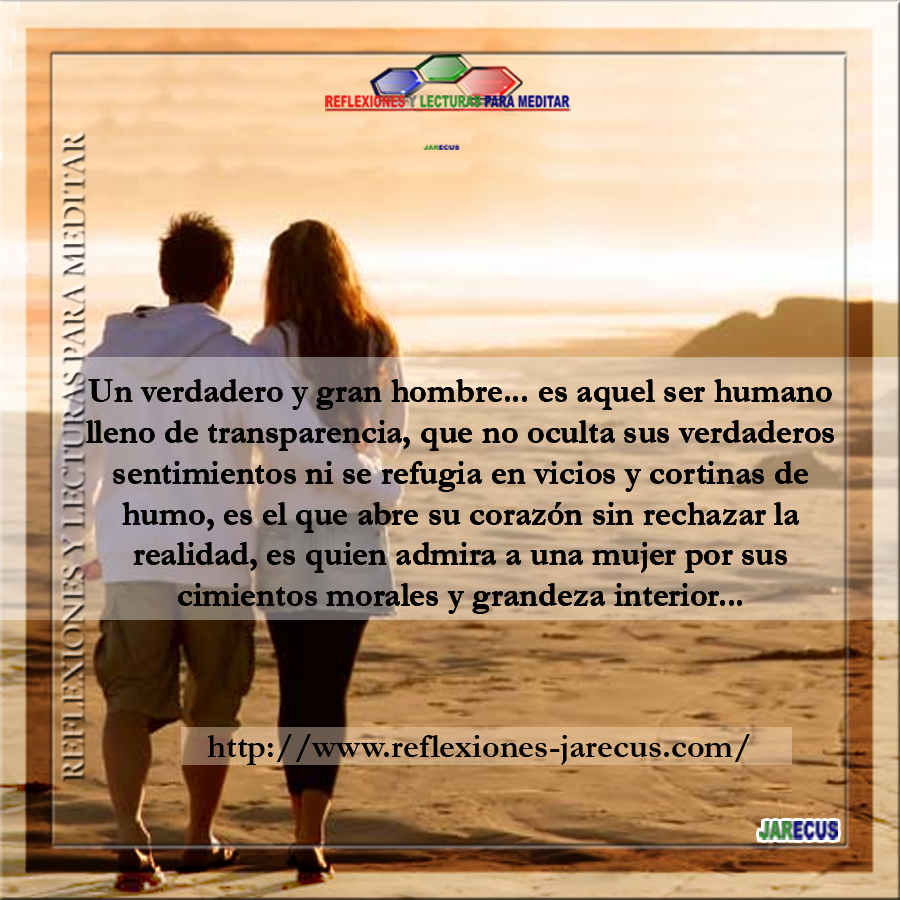 REFLEXIONES Y LECTURAS PARA MEDITAR
JARECUS
REFLEXIONES Y LECTURAS PARA MEDITAR
Un verdadero y gran hombre... es aquel ser humano
lleno de transparencia, que no oculta sus verdaderos
sentimientos ni se refugia en vicios y cortinas de
humo, es el que abre su corazón sin rechazar la
realidad, es quien admira a una mujer por sus
cimientos morales y grandeza interior...
http://www.reflexiones-jarecus.com/
JARECUS